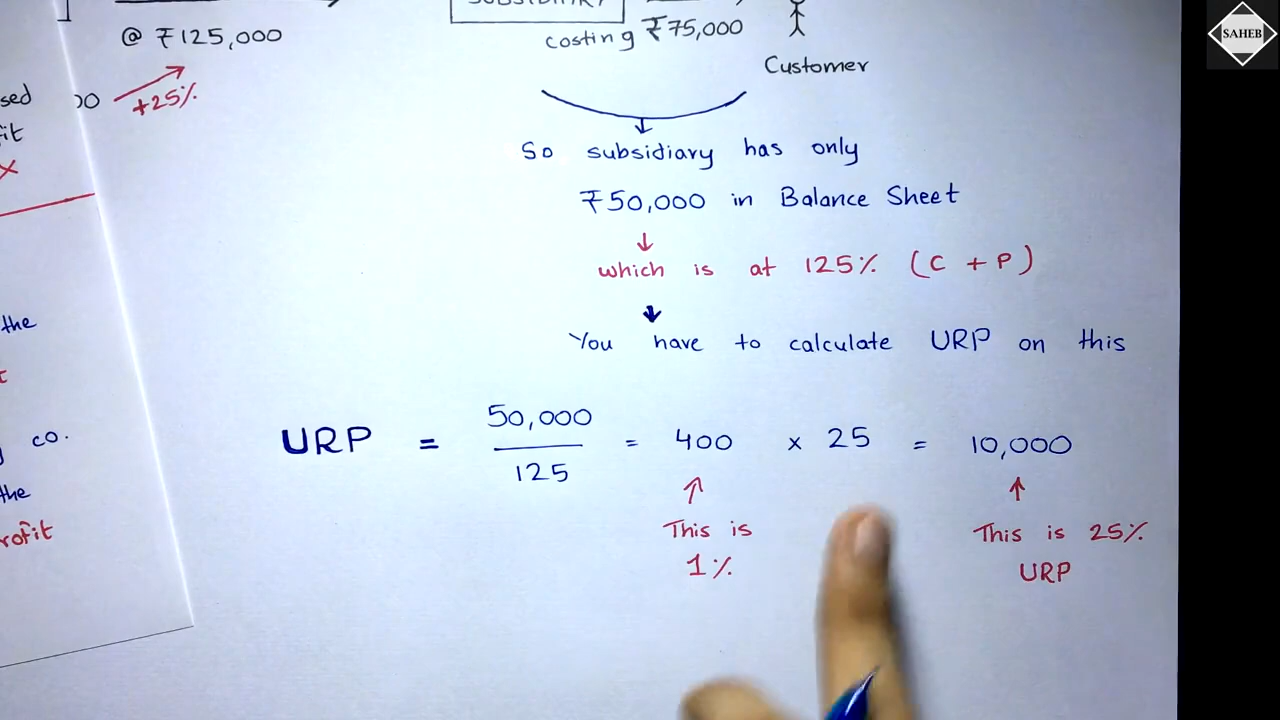 SUBSIDIARY
@ ₹125,000
costing ₹75,000
Customer
+25%
So subsidiary has only
₹50,000 in Balance Sheet
which is at 125% (C + P)
You have to calculate URP on this
URP = 50,000 / 125 = 400 x 25 = 10,000
This is
1%
This is 25%
URP
the
co.
the
SAHEB